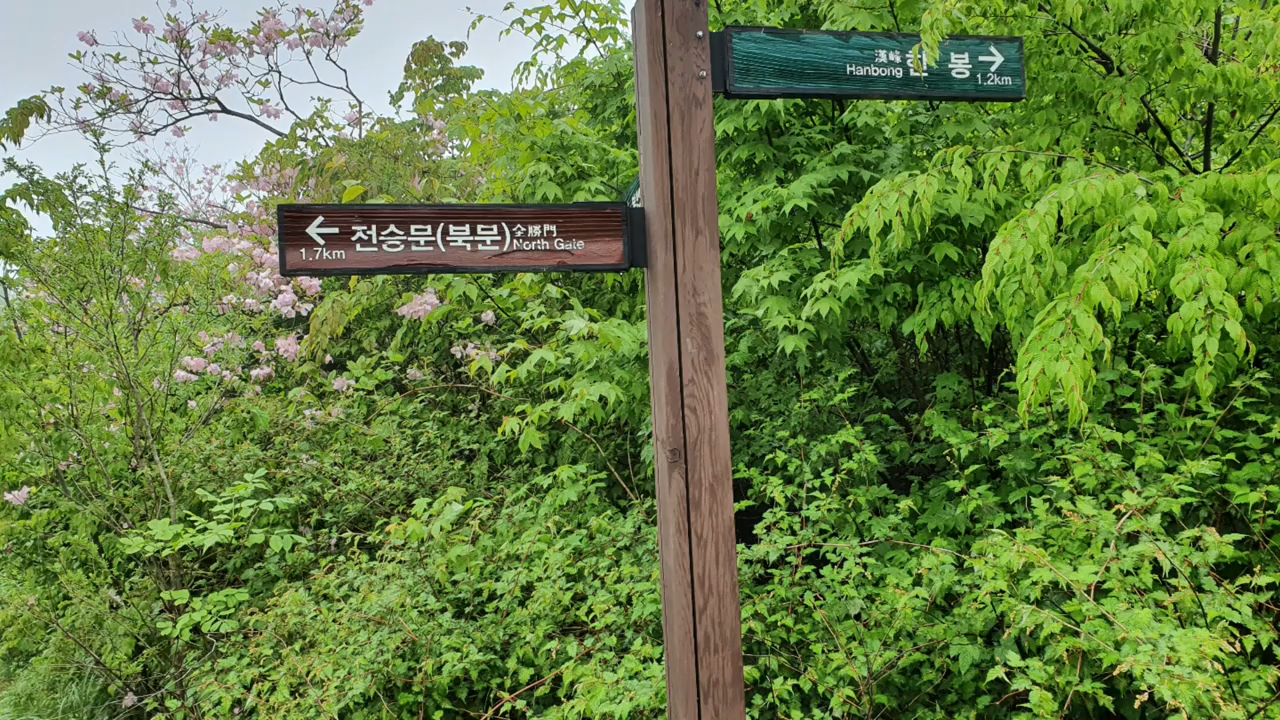 漢峰
Hanbong 한 봉 →
1.2km
← 전승문(북문) 全勝門
1.7km North Gate